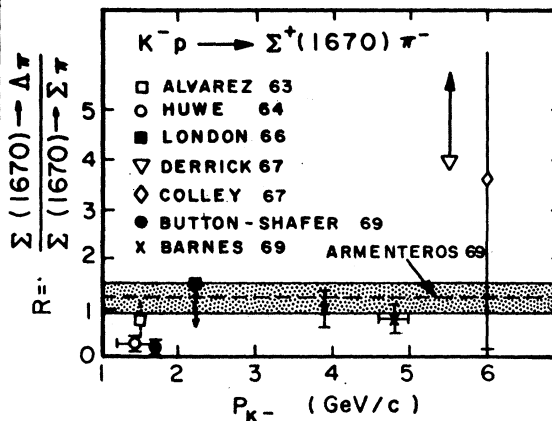 K⁻p → Σ⁺(1670)π⁻
□ ALVAREZ 63
○ HUWE 64
■ LONDON 66
▽ DERRICK 67
◇ COLLEY 67
● BUTTON-SHAFER 69
x BARNES 69
ARMENTEROS 69
R = Σ(1670)→Λπ / Σ(1670)→Σπ
5
4
3
2
1
0
1 2 3 4 5 6
P_K- (GeV/c)